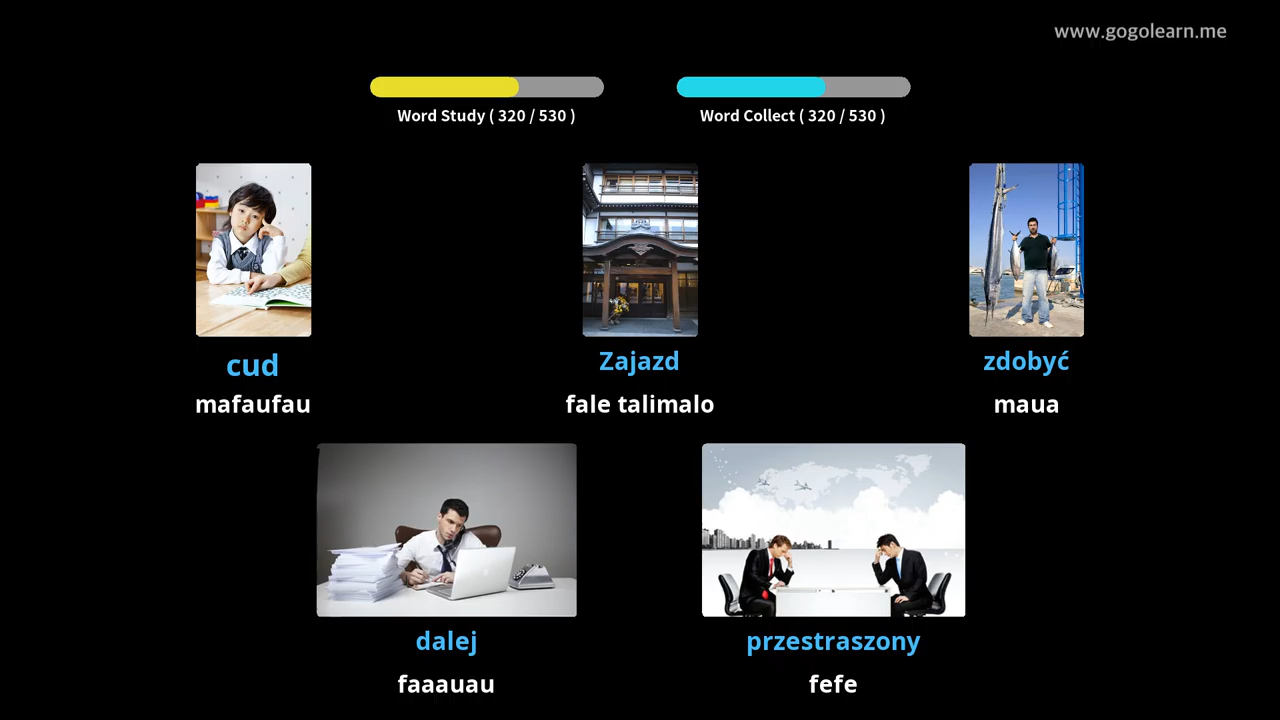 www.gogolearn.me
Word Study ( 320 / 530 )
Word Collect ( 320 / 530 )
cud
Zajazd
zdobyć
mafaufau
fale talimalo
maua
dalej
przestraszony
faaauau
fefe